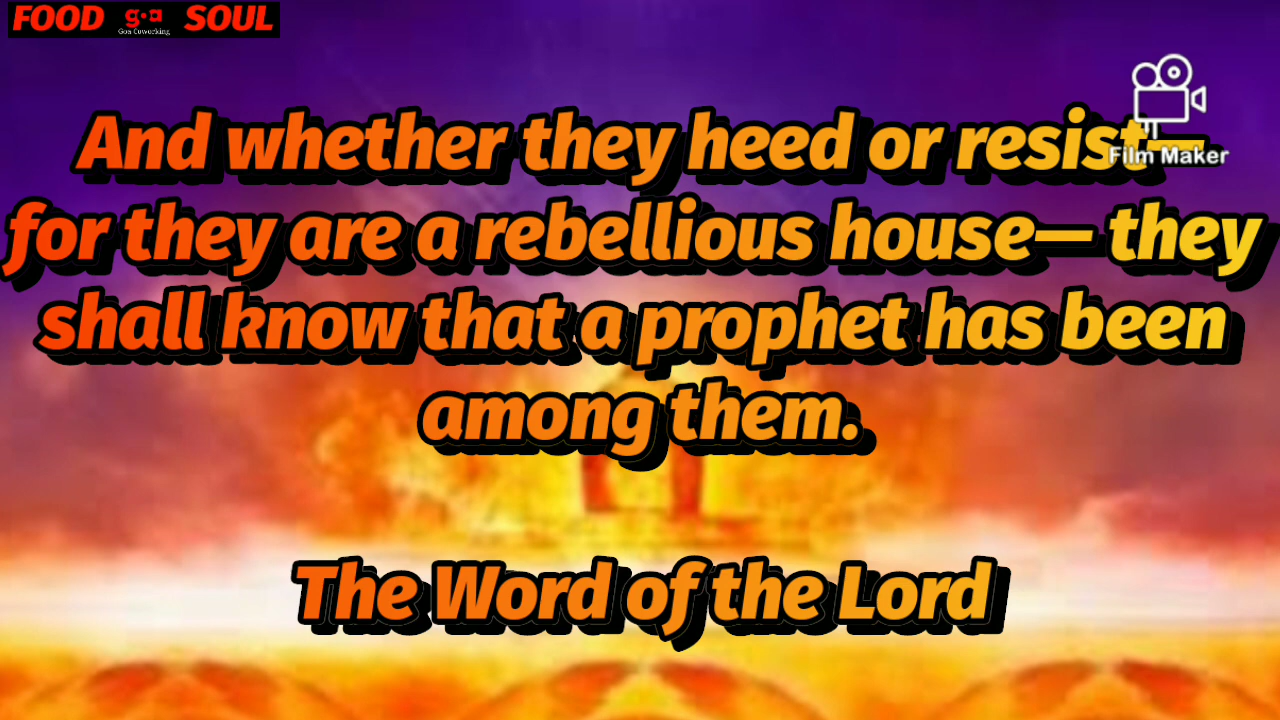 FOOD g·a SOUL
Goa Coworking
And whether they heed or resist—
Film Maker
for they are a rebellious house— they
shall know that a prophet has been
among them.
The Word of the Lord